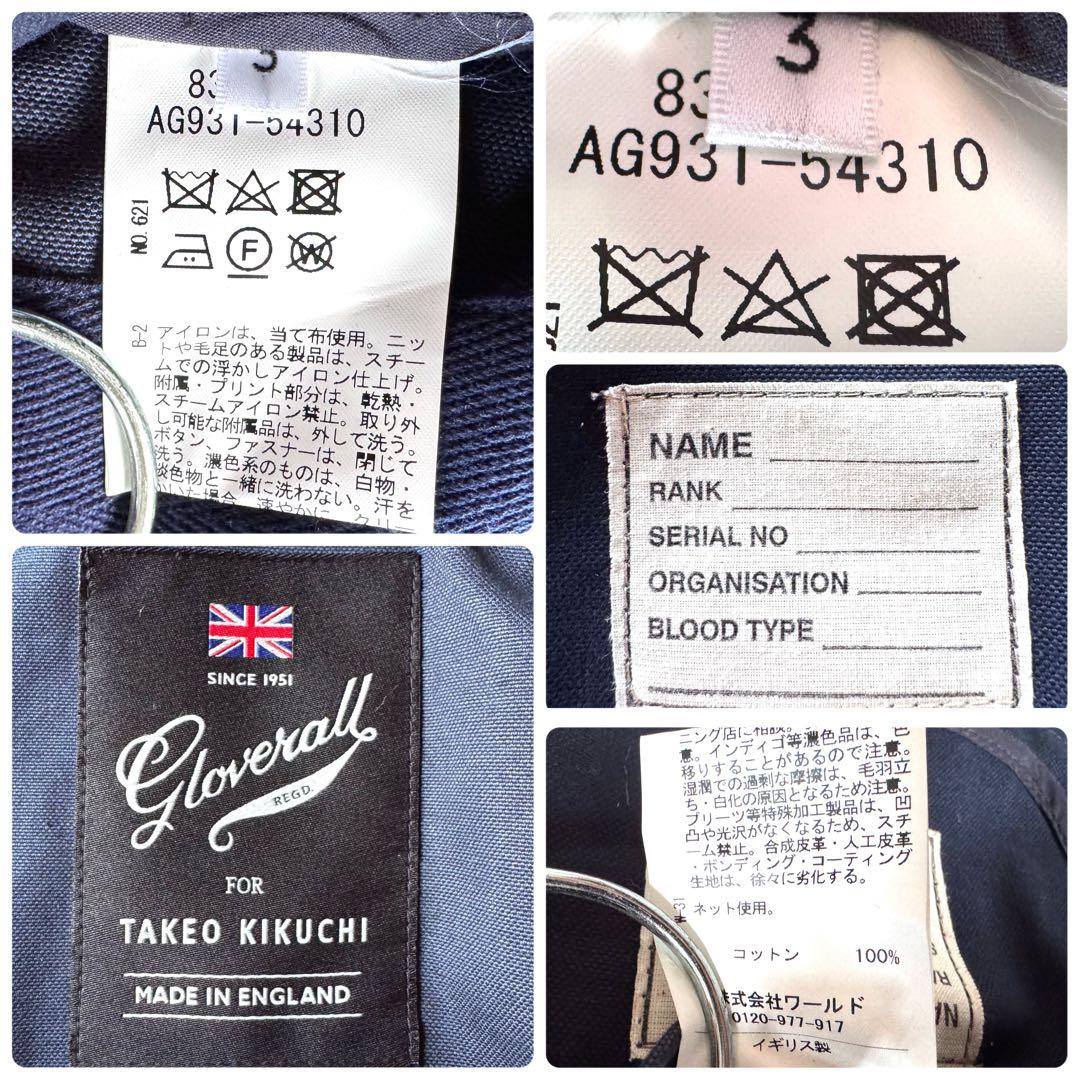 3
83
AG931-54310
NO.621
F
W
B-2
アイロンは、当て布使用。ニッ
トや毛足のある製品は、スチー
ムでの浮かしアイロン仕上げ。
附属・プリント部分は、乾熱・
スチームアイロン禁止。取り外
し可能な附属品は、外して洗う。
ボタン、ファスナーは、閉じて
洗う。濃色系のものは、白物・
淡色物と一緒に洗わない。汗を
かいた場合、速やかに、クリー
3
83
AG931-54310
NAME
RANK
SERIAL NO
ORGANISATION
BLOOD TYPE
SINCE 1951
Gloverall
REGD.
FOR
TAKEO KIKUCHI
MADE IN ENGLAND
ニング店に相談。
意。インディゴ等濃色品は、色
移りすることがあるので注意。
湿潤での過剰な摩擦は、毛羽立
ち・白化の原因となるため注意。
プリーツ等特殊加工製品は、凹
凸や光沢がなくなるため、スチ
ーム禁止。合成皮革・人工皮革
・ボンディング・コーティング
生地は、徐々に劣化する。
ネット使用。
コットン 100%
株式会社ワールド
0120-977-917
イギリス製